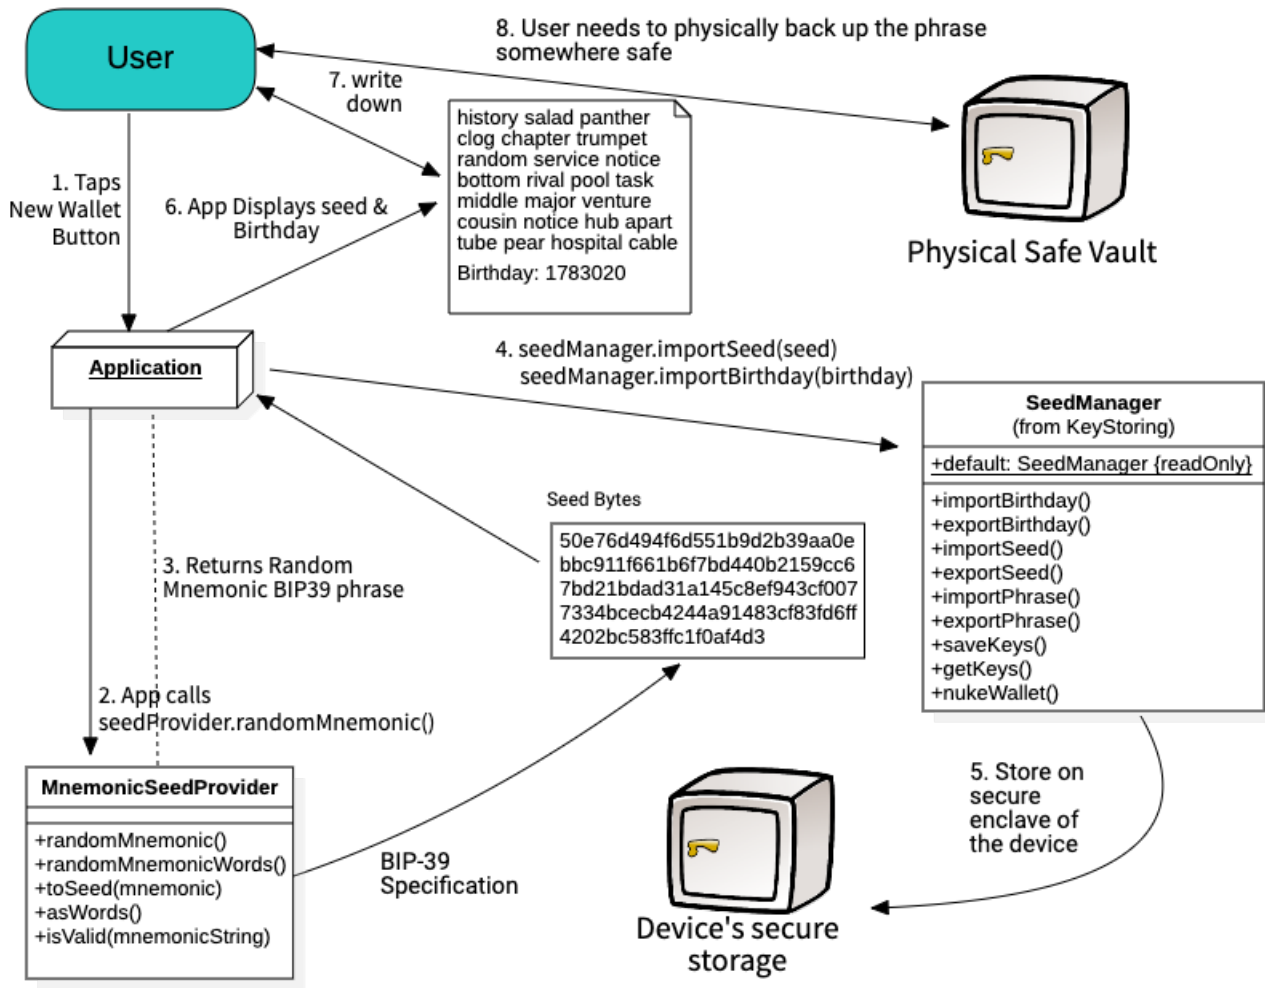 User
8. User needs to physically back up the phrase
somewhere safe
7. write
down
history salad panther
clog chapter trumpet
random service notice
bottom rival pool task
middle major venture
cousin notice hub apart
tube pear hospital cable
Birthday: 1783020
Physical Safe Vault
1. Taps
New Wallet
Button
6. App Displays seed &
Birthday
Application
4. seedManager.importSeed(seed)
seedManager.importBirthday(birthday)
SeedManager
(from KeyStoring)
+default: SeedManager {readOnly}
+importBirthday()
+exportBirthday()
+importSeed()
+exportSeed()
+importPhrase()
+exportPhrase()
+saveKeys()
+getKeys()
+nukeWallet()
Seed Bytes
50e76d494f6d551b9d2b39aa0e
bbc911f661b6f7bd440b2159cc6
7bd21bdad31a145c8ef943cf007
7334bcecb4244a91483cf83fd6ff
4202bc583ffc1f0af4d3
3. Returns Random
Mnemonic BIP39 phrase
2. App calls
seedProvider.randomMnemonic()
MnemonicSeedProvider
+randomMnemonic()
+randomMnemonicWords()
+toSeed(mnemonic)
+asWords()
+isValid(mnemonicString)
BIP-39
Specification
5. Store on
secure
enclave of
the device
Device's secure
storage